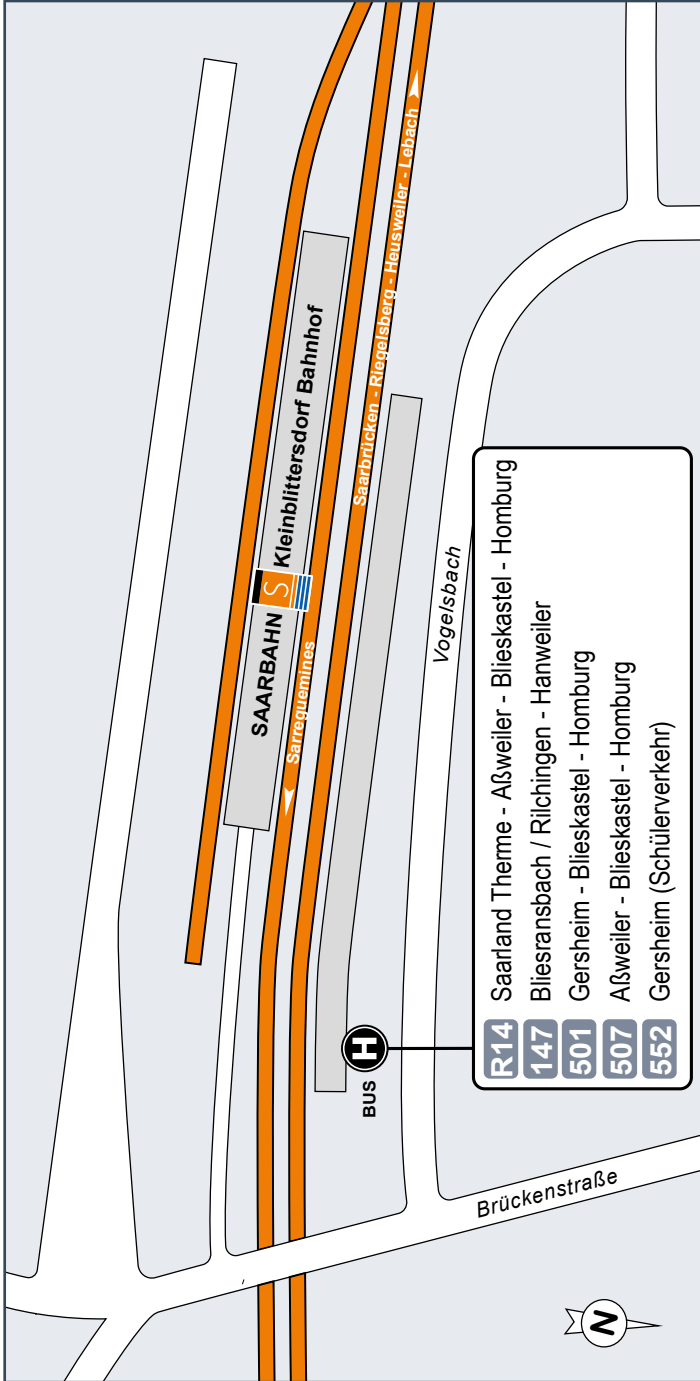 SAARBAHN S Kleinblittersdorf Bahnhof
Sarreguemines
Saarbrücken - Riegelsberg - Heusweiler - Lebach
Vogelsbach
BUS
H
R14 Saarland Therme - Aßweiler - Blieskastel - Homburg
147 Bliesransbach / Rilchingen - Hanweiler
501 Gersheim - Blieskastel - Homburg
507 Aßweiler - Blieskastel - Homburg
552 Gersheim (Schülerverkehr)
Brückenstraße
N